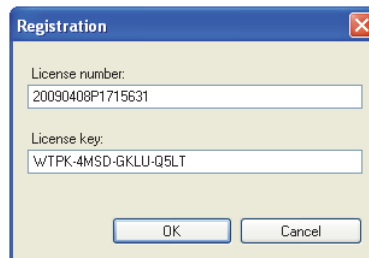 Registration
License number:
20090408P1715631
License key:
WTPK-4MSD-GKLU-Q5LT
OK
Cancel